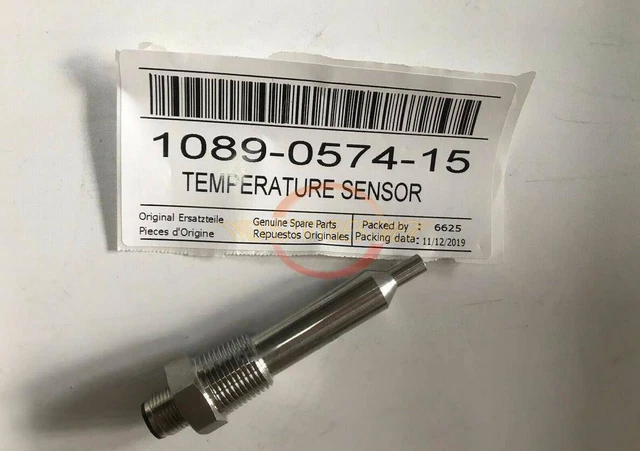 1089-0574-15
TEMPERATURE SENSOR
Original Ersatzteile Genuine Spare Parts Packed by : 6625
Pieces d'Origine Repuestos Originales Packing data: 11/12/2019